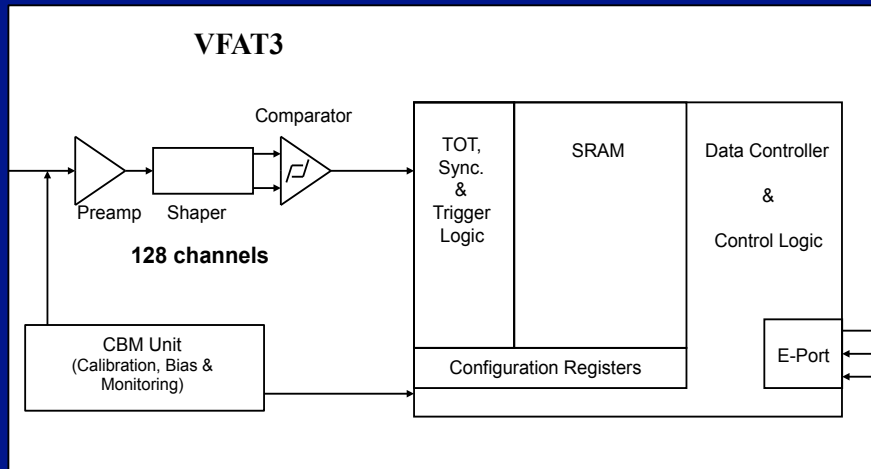 VFAT3
Comparator
Preamp
Shaper
128 channels
TOT,
Sync.
&
Trigger
Logic
SRAM
Data Controller
&
Control Logic
CBM Unit
(Calibration, Bias &
Monitoring)
Configuration Registers
E-Port